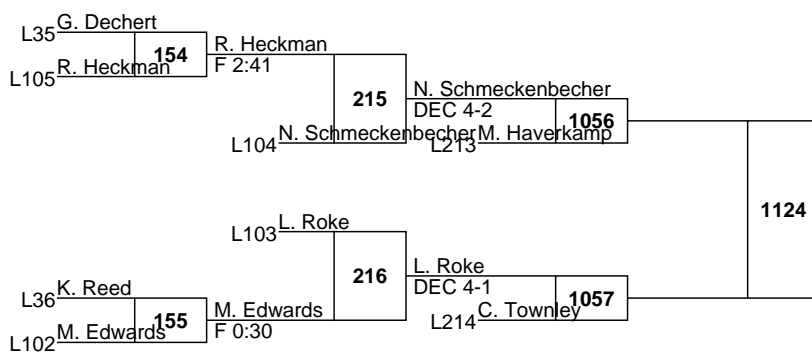 G. Dechert
L35
154
R. Heckman
F 2:41
R. Heckman
L105
215
N. Schmeckenbecher
DEC 4-2
1056
N. Schmeckenbecher
L104
M. Haverkamp
L213
1124
L. Roke
L103
216
L. Roke
DEC 4-1
1057
K. Reed
L36
155
M. Edwards
F 0:30
C. Townley
L214
M. Edwards
L102